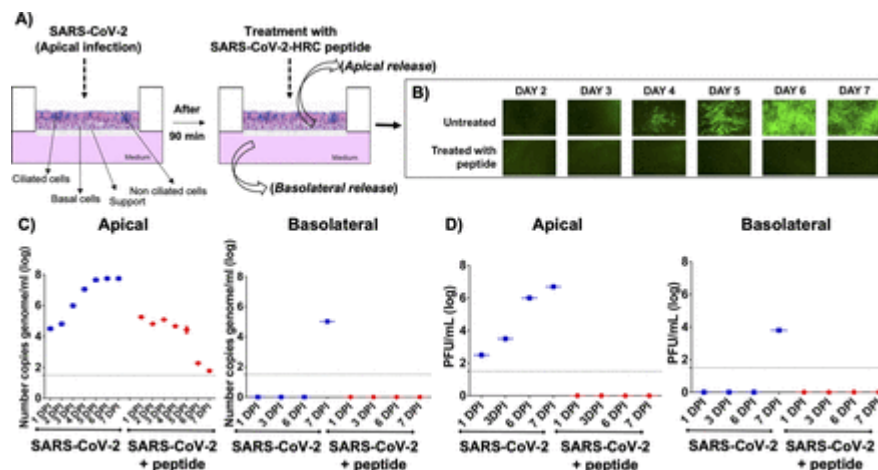 A)
SARS-CoV-2
(Apical infection)
Treatment with
SARS-CoV-2-HRC peptide
(Apical release)
After
90 min
Medium
Medium
Ciliated cells
Basal cells
Support
Non ciliated cells
(Basolateral release)
B)
DAY 2 DAY 3 DAY 4 DAY 5 DAY 6 DAY 7
Untreated
Treated with
peptide
C)
Apical
Number copies genome/ml (log)
8
6
4
2
0
SARS-CoV-2
SARS-CoV-2
+ peptide
Basolateral
Number copies genome/ml (log)
8
6
4
2
0
1 DPI 3 DPI 6 DPI 7 DPI 1 DPI 3 DPI 6 DPI 7 DPI
SARS-CoV-2
SARS-CoV-2
+ peptide
D)
Apical
PFU/mL (log)
8
6
4
2
0
1 DPI 3DPI 6 DPI 7 DPI 1 DPI 3DPI 6 DPI 7 DPI
SARS-CoV-2
SARS-CoV-2
+ peptide
Basolateral
PFU/mL (log)
8
6
4
2
0
1 DPI 3 DPI 6 DPI 7 DPI 1 DPI 3 DPI 6 DPI 7 DPI
SARS-CoV-2
SARS-CoV-2
+ peptide